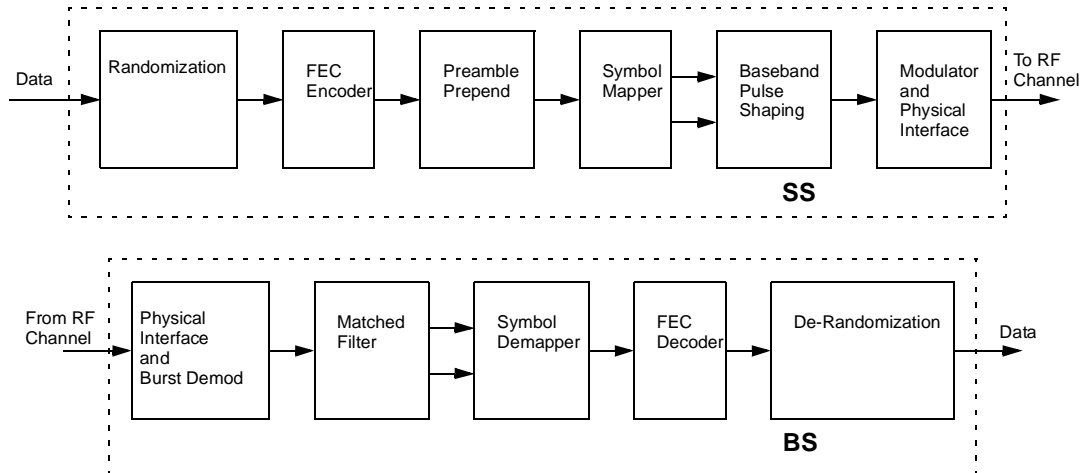 Data
Randomization
FEC
Encoder
Preamble
Prepend
Symbol
Mapper
Baseband
Pulse
Shaping
Modulator
and
Physical
Interface
To RF
Channel
SS
From RF
Channel
Physical
Interface
and
Burst Demod
Matched
Filter
Symbol
Demapper
FEC
Decoder
De-Randomization
Data
BS